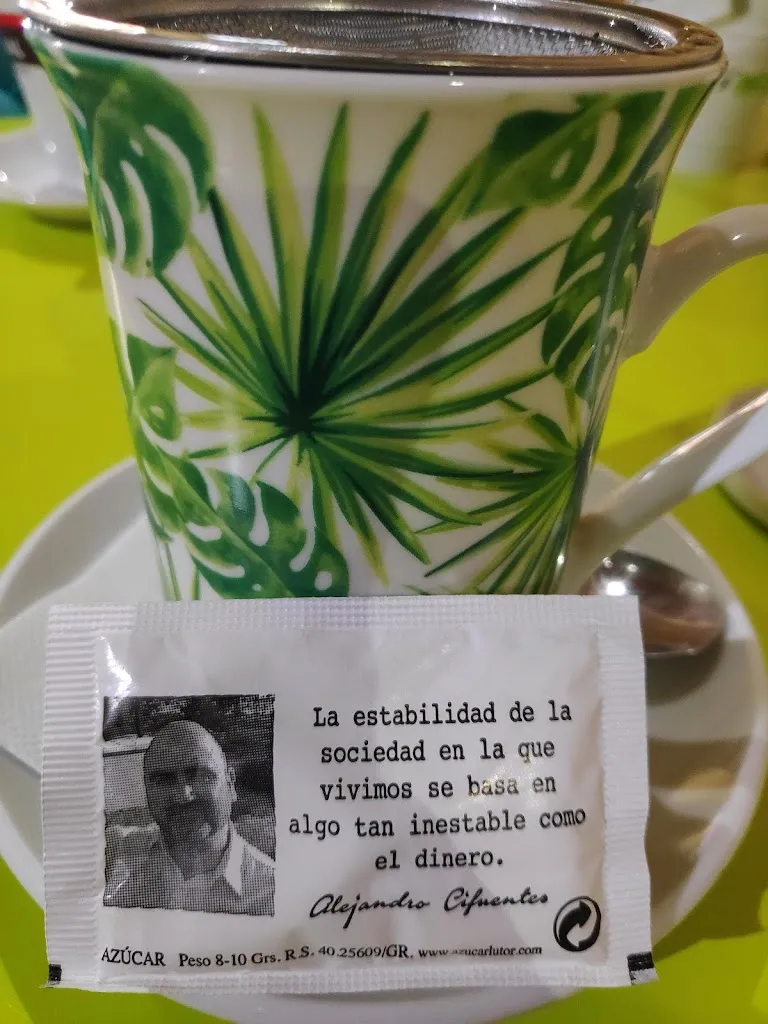 La estabilidad de la
sociedad en la que
vivimos se basa en
algo tan inestable como
el dinero.
Alejandro Cifuentes
AZÚCAR Peso 8-10 Grs. R.S. 40.25609/GR. www.azucarlutor.com